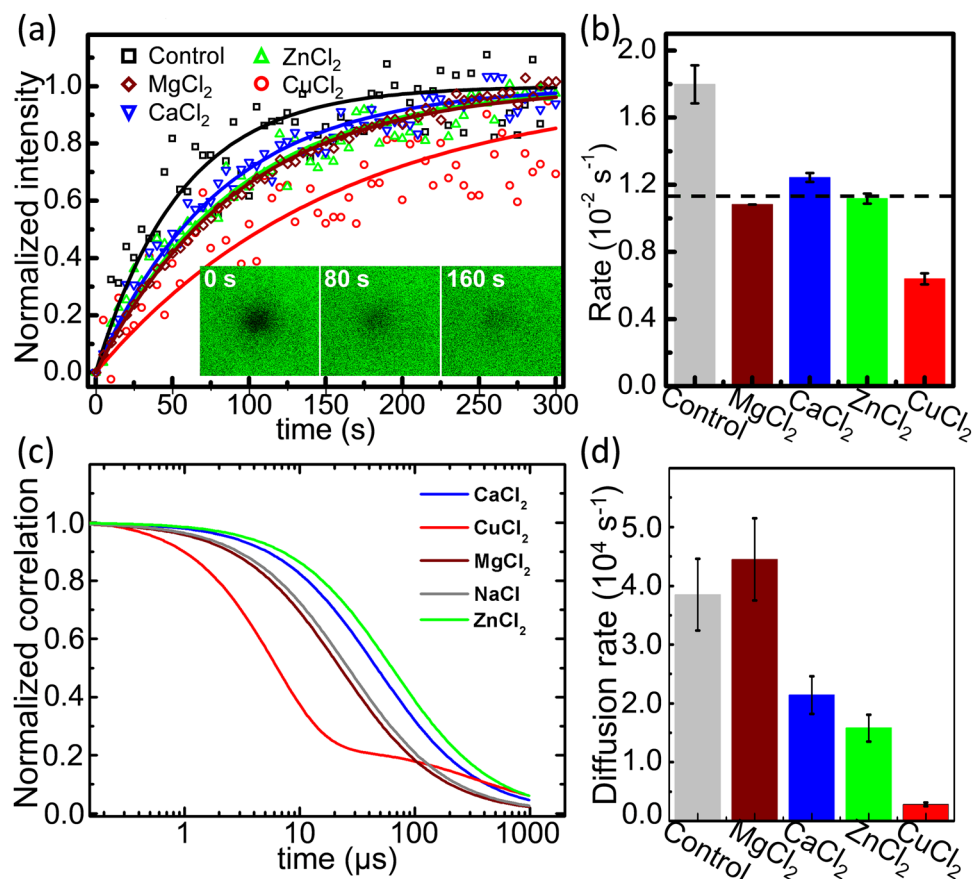 (a)
Normalized intensity
1.0
0.8
0.6
0.4
0.2
0.0
Control
MgCl2
CaCl2
ZnCl2
CuCl2
0 s
80 s
160 s
0 50 100 150 200 250 300
time (s)
(b)
Rate (10-2 s-1)
2.0
1.6
1.2
0.8
0.4
0.0
Control MgCl2 CaCl2 ZnCl2 CuCl2
(c)
Normalized correlation
1.0
0.8
0.6
0.4
0.2
0.0
CaCl2
CuCl2
MgCl2
NaCl
ZnCl2
1 10 100 1000
time (µs)
(d)
Diffusion rate (104 s-1)
5.0
4.0
3.0
2.0
1.0
0.0
Control MgCl2 CaCl2 ZnCl2 CuCl2